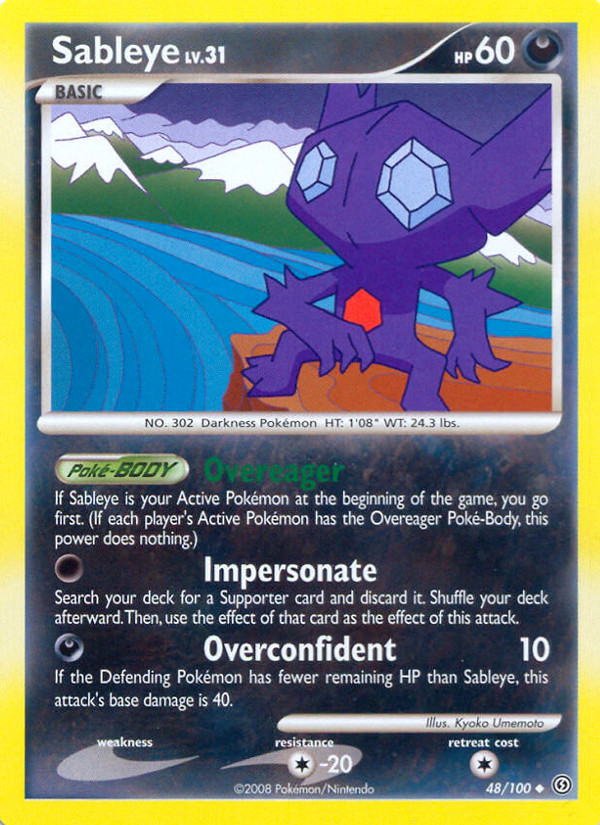 Sableye LV.31 HP 60
BASIC
NO. 302 Darkness Pokémon HT: 1'08" WT: 24.3 lbs.
Poké-BODY Overeager
If Sableye is your Active Pokémon at the beginning of the game, you go
first. (If each player's Active Pokémon has the Overeager Poké-Body, this
power does nothing.)
Impersonate
Search your deck for a Supporter card and discard it. Shuffle your deck
afterward. Then, use the effect of that card as the effect of this attack.
Overconfident 10
If the Defending Pokémon has fewer remaining HP than Sableye, this
attack's base damage is 40.
Illus. Kyoko Umemoto
weakness resistance retreat cost
-20
©2008 Pokémon/Nintendo 48/100